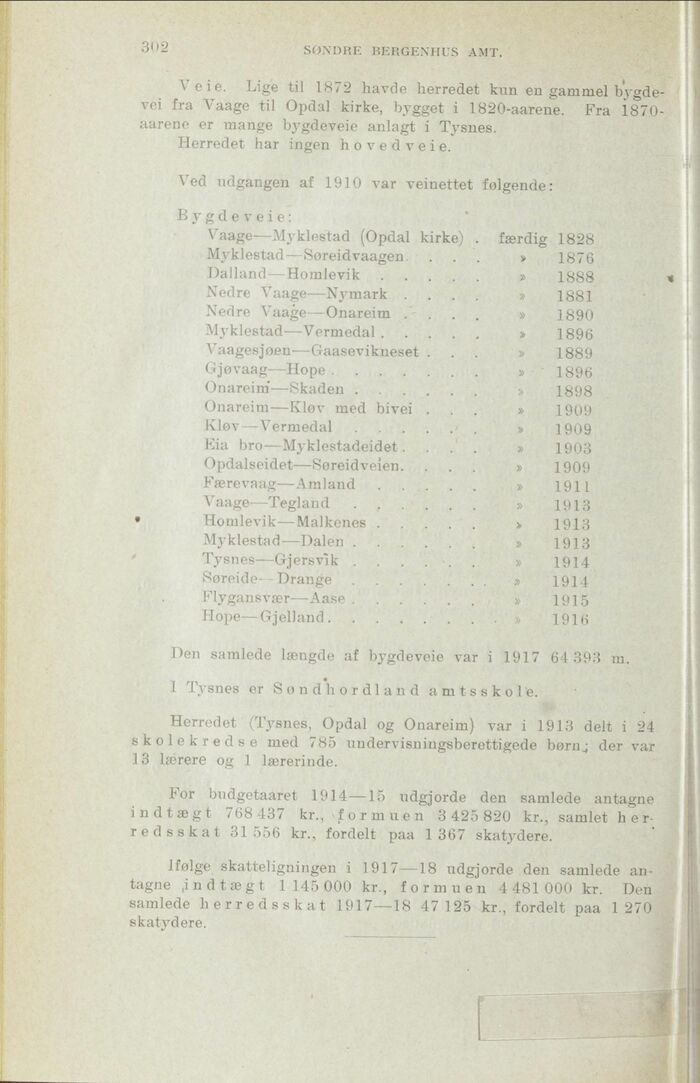 302
SØNDRE BERGENHUS AMT.
Veie. Lige til 1872 havde herredet kun en gammel bygde-
vei fra Vaage til Opdal kirke, bygget i 1820-aarene. Fra 1870-
aarene er mange bygdeveie anlagt i Tysnes.
Herredet har ingen hovedveie.
Ved udgangen af 1910 var veinettet følgende:
Bygdeveie:
Vaage—Myklestad (Opdal kirke) . færdig 1828
Myklestad—Søreidvaagen . . . » 1876
Dalland—Homlevik . . . . . » 1888
Nedre Vaage—Nymark . . . . » 1881
Nedre Vaage—Onareim . . . . » 1890
Myklestad—Vermedal . . . . . » 1896
Vaagesjøen—Gaasevikneset . . . » 1889
Gjøvaag—Hope . . . . . . . » 1896
Onareim—Skaden . . . . . . » 1898
Onareim—Kløv med bivei . . . » 1909
Kløv—Vermedal . . . . . . » 1909
Eia bro—Myklestadeidet . . . . » 1903
Opdalseidet—Søreidveien. . . . » 1909
Færevaag—Amland . . . . . » 1911
Vaage—Tegland . . . . . . » 1913
Homlevik—Malkenes . . . . . » 1913
Myklestad—Dalen . . . . . . » 1913
Tysnes—Gjersvik . . . . . . » 1914
Søreide—Drange . . . . . . . » 1914
Flygansvær—Aase . . . . . . » 1915
Hope—Gjelland. . . . . . . . » 1916
Den samlede længde af bygdeveie var i 1917 64 393 m.
I Tysnes er Søndhordland amtsskole.
Herredet (Tysnes, Opdal og Onareim) var i 1913 delt i 24
skolekredse med 785 undervisningsberettigede børn; der var
13 lærere og 1 lærerinde.
For budgetaaret 1914—15 udgjorde den samlede antagne
indtægt 768 437 kr., formuen 3 425 820 kr., samlet her-
redsskat 31 556 kr., fordelt paa 1 367 skatydere.
Ifølge skatteligningen i 1917—18 udgjorde den samlede an-
tagne indtægt 1 145 000 kr., formuen 4 481 000 kr. Den
samlede herredsskat 1917—18 47 125 kr., fordelt paa 1 270
skatydere.